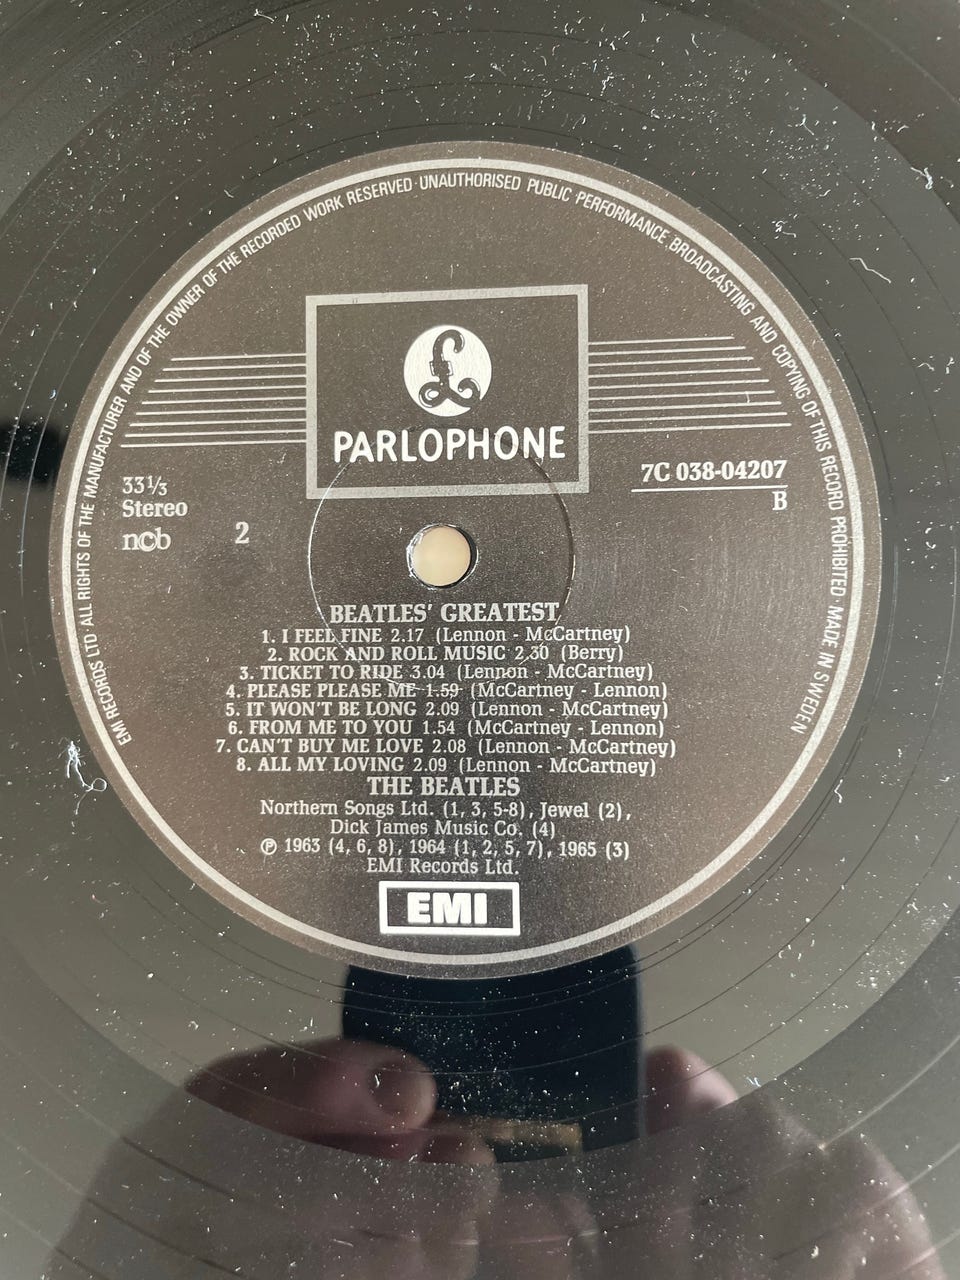 EMI RECORDS LTD · ALL RIGHTS OF THE MANUFACTURER AND OF THE OWNER OF THE RECORDED WORK RESERVED · UNAUTHORISED PUBLIC PERFORMANCE BROADCASTING AND COPYING OF THIS RECORD PROHIBITED · MADE IN SWEDEN
PARLOPHONE
7C 038-04207
B
33⅓
Stereo
ncb
2
BEATLES' GREATEST
1. I FEEL FINE 2.17 (Lennon - McCartney)
2. ROCK AND ROLL MUSIC 2.30 (Berry)
3. TICKET TO RIDE 3.04 (Lennon - McCartney)
4. PLEASE PLEASE ME 1.59 (McCartney - Lennon)
5. IT WON'T BE LONG 2.09 (Lennon - McCartney)
6. FROM ME TO YOU 1.54 (McCartney - Lennon)
7. CAN'T BUY ME LOVE 2.08 (Lennon - McCartney)
8. ALL MY LOVING 2.09 (Lennon - McCartney)
THE BEATLES
Northern Songs Ltd. (1, 3, 5-8), Jewel (2),
Dick James Music Co. (4)
℗ 1963 (4, 6, 8), 1964 (1, 2, 5, 7), 1965 (3)
EMI Records Ltd.
EMI